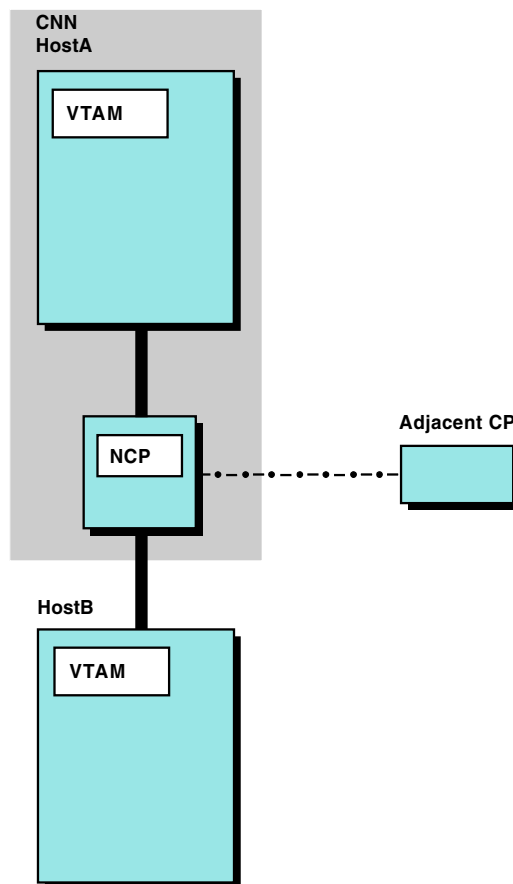 CNN
HostA
VTAM
NCP
Adjacent CP
HostB
VTAM